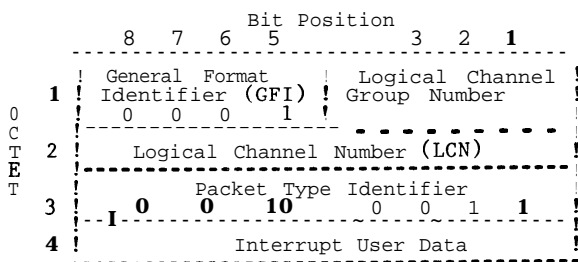 Bit Position
8 7 6 5 3 2 1
General Format Logical Channel
1 Identifier (GFI) Group Number
0 0 0 1
2 Logical Channel Number (LCN)
Packet Type Identifier
3 I 0 0 10 0 0 1 1
4 Interrupt User Data
0
C
T
E
T